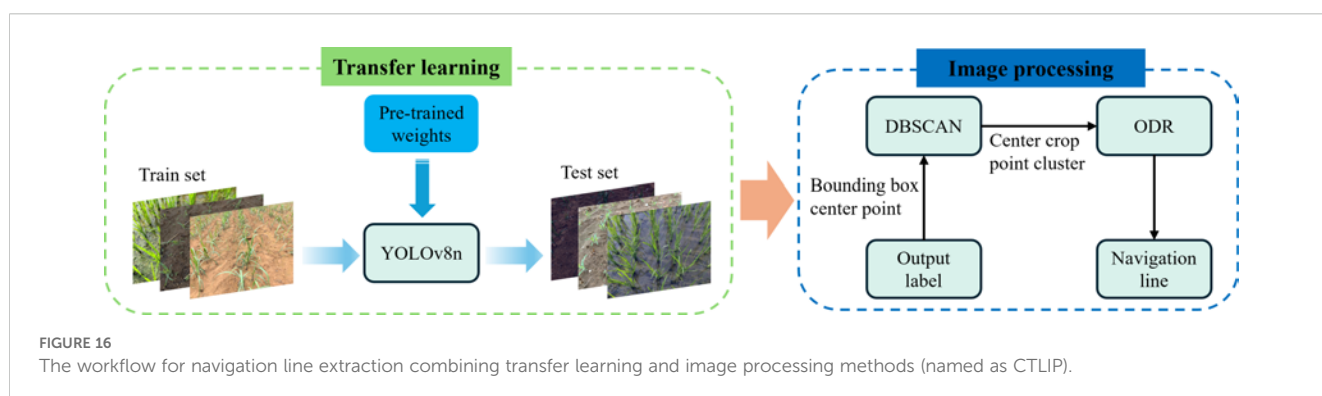 Transfer learning
Pre-trained
weights
Train set
YOLOv8n
Test set
Image processing
DBSCAN
Center crop
point cluster
ODR
Bounding box
center point
Output
label
Navigation
line
FIGURE 16
The workflow for navigation line extraction combining transfer learning and image processing methods (named as CTLIP).